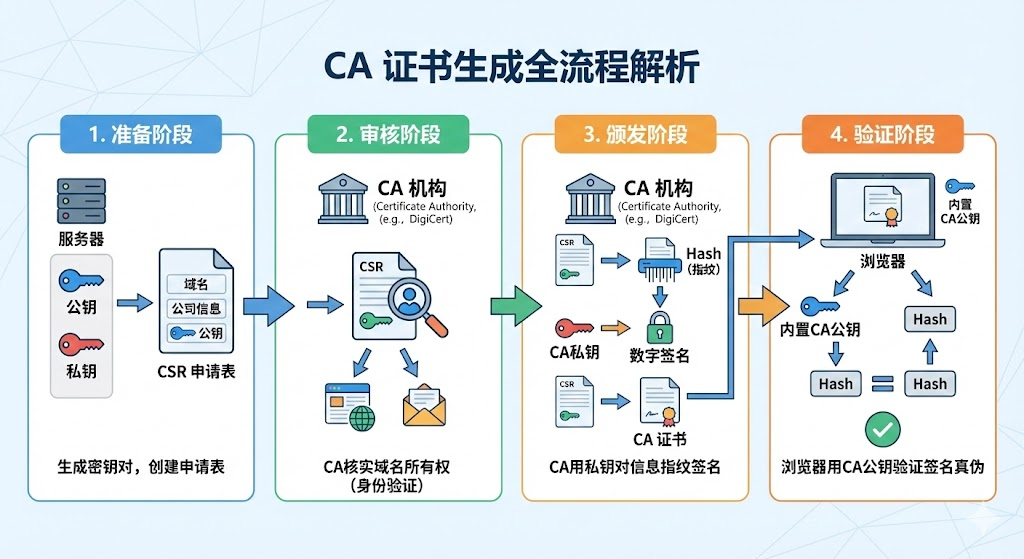 CA 证书生成全流程解析
1. 准备阶段
服务器
公钥
私钥
域名
公司信息
公钥
CSR 申请表
生成密钥对，创建申请表
2. 审核阶段
CA 机构
(Certificate Authority,
(e.g., DigiCert)
CSR
CA核实域名所有权
（身份验证）
3. 颁发阶段
CA 机构
(Certificate Authority,
(e.g., DigiCert)
CSR
Hash
（指纹）
CA私钥
数字签名
CSR
CA 证书
CA用私钥对信息指纹签名
4. 验证阶段
内置
CA公钥
浏览器
内置CA公钥
Hash
Hash
Hash
浏览器用CA公钥验证签名真伪